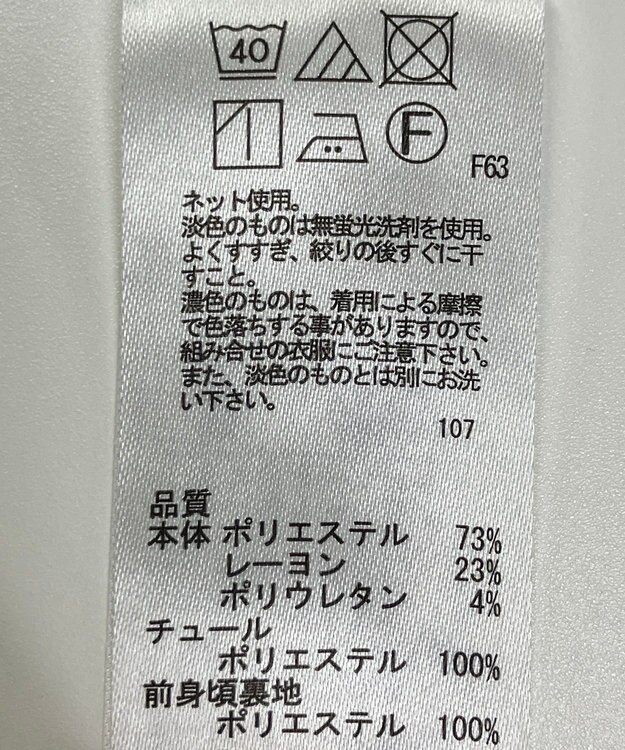 40
F
F63
ネット使用。
淡色のものは無蛍光洗剤を使用。
よくすすぎ、絞りの後すぐに干
すこと。
濃色のものは、着用による摩擦
で色落ちする事がありますので、
組み合せの衣服にご注意下さい。
また、淡色のものとは別にお洗
い下さい。
107
品質
本体 ポリエステル 73%
レーヨン 23%
ポリウレタン 4%
チュール
ポリエステル 100%
前身頃裏地
ポリエステル 100%